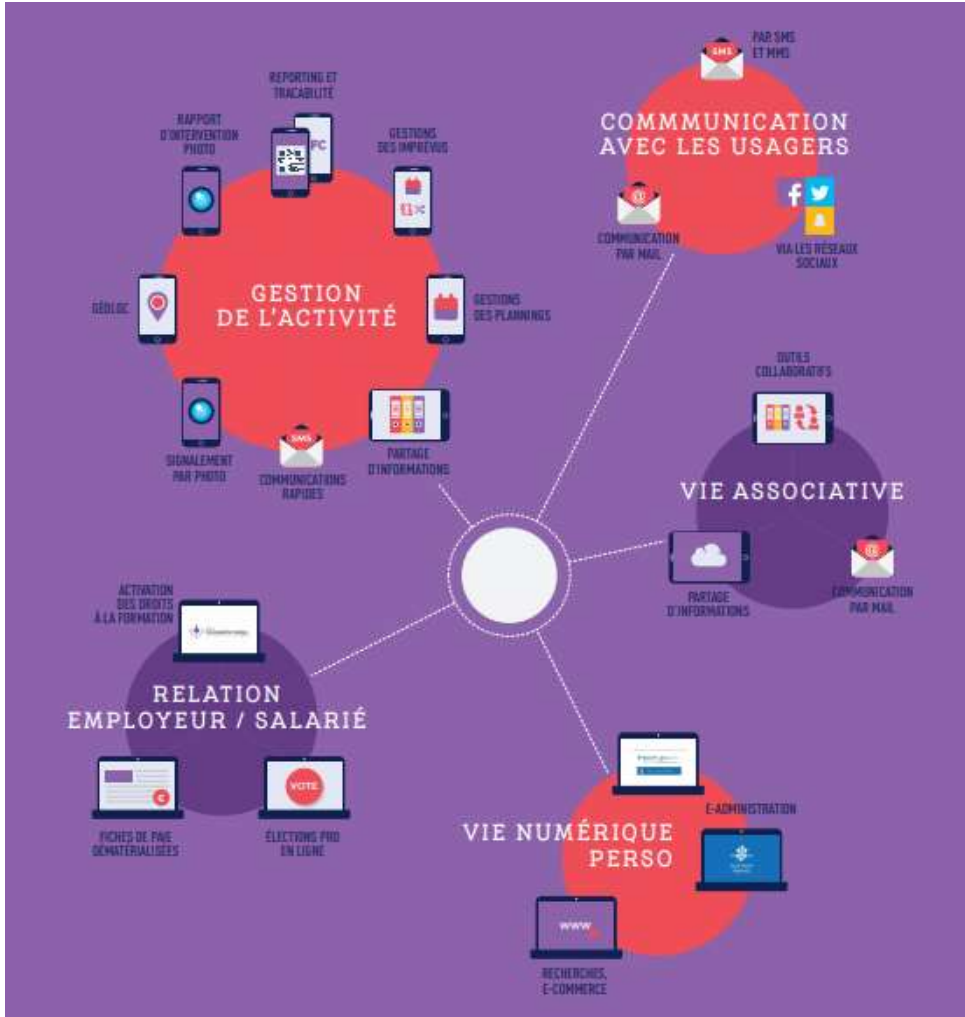 PAR SMS
ET MMS
SMS
COMMMUNICATION
AVEC LES USAGERS
@
COMMUNICATION
PAR MAIL
VIA LES RÉSEAUX
SOCIAUX
REPORTING ET
TRACABILITÉ
FC
RAPPORT
D'INTERVENTION
PHOTO
GESTIONS
DES IMPRÉVUS
GESTION
DE L'ACTIVITÉ
GÉOLOC
GESTIONS
DES PLANNINGS
SIGNALEMENT
PAR PHOTO
SMS
COMMUNICATIONS
RAPIDES
PARTAGE
D'INFORMATIONS
OUTILS
COLLABORATIFS
VIE ASSOCIATIVE
PARTAGE
D'INFORMATIONS
@
COMMUNICATION
PAR MAIL
ACTIVATION
DES DROITS
À LA FORMATION
RELATION
EMPLOYEUR / SALARIÉ
€
FICHES DE PAIE
DÉMATÉRIALISÉES
VOTE
ÉLECTIONS PRO
EN LIGNE
VIE NUMÉRIQUE
PERSO
E-ADMINISTRATION
WWW
RECHERCHES,
E-COMMERCE